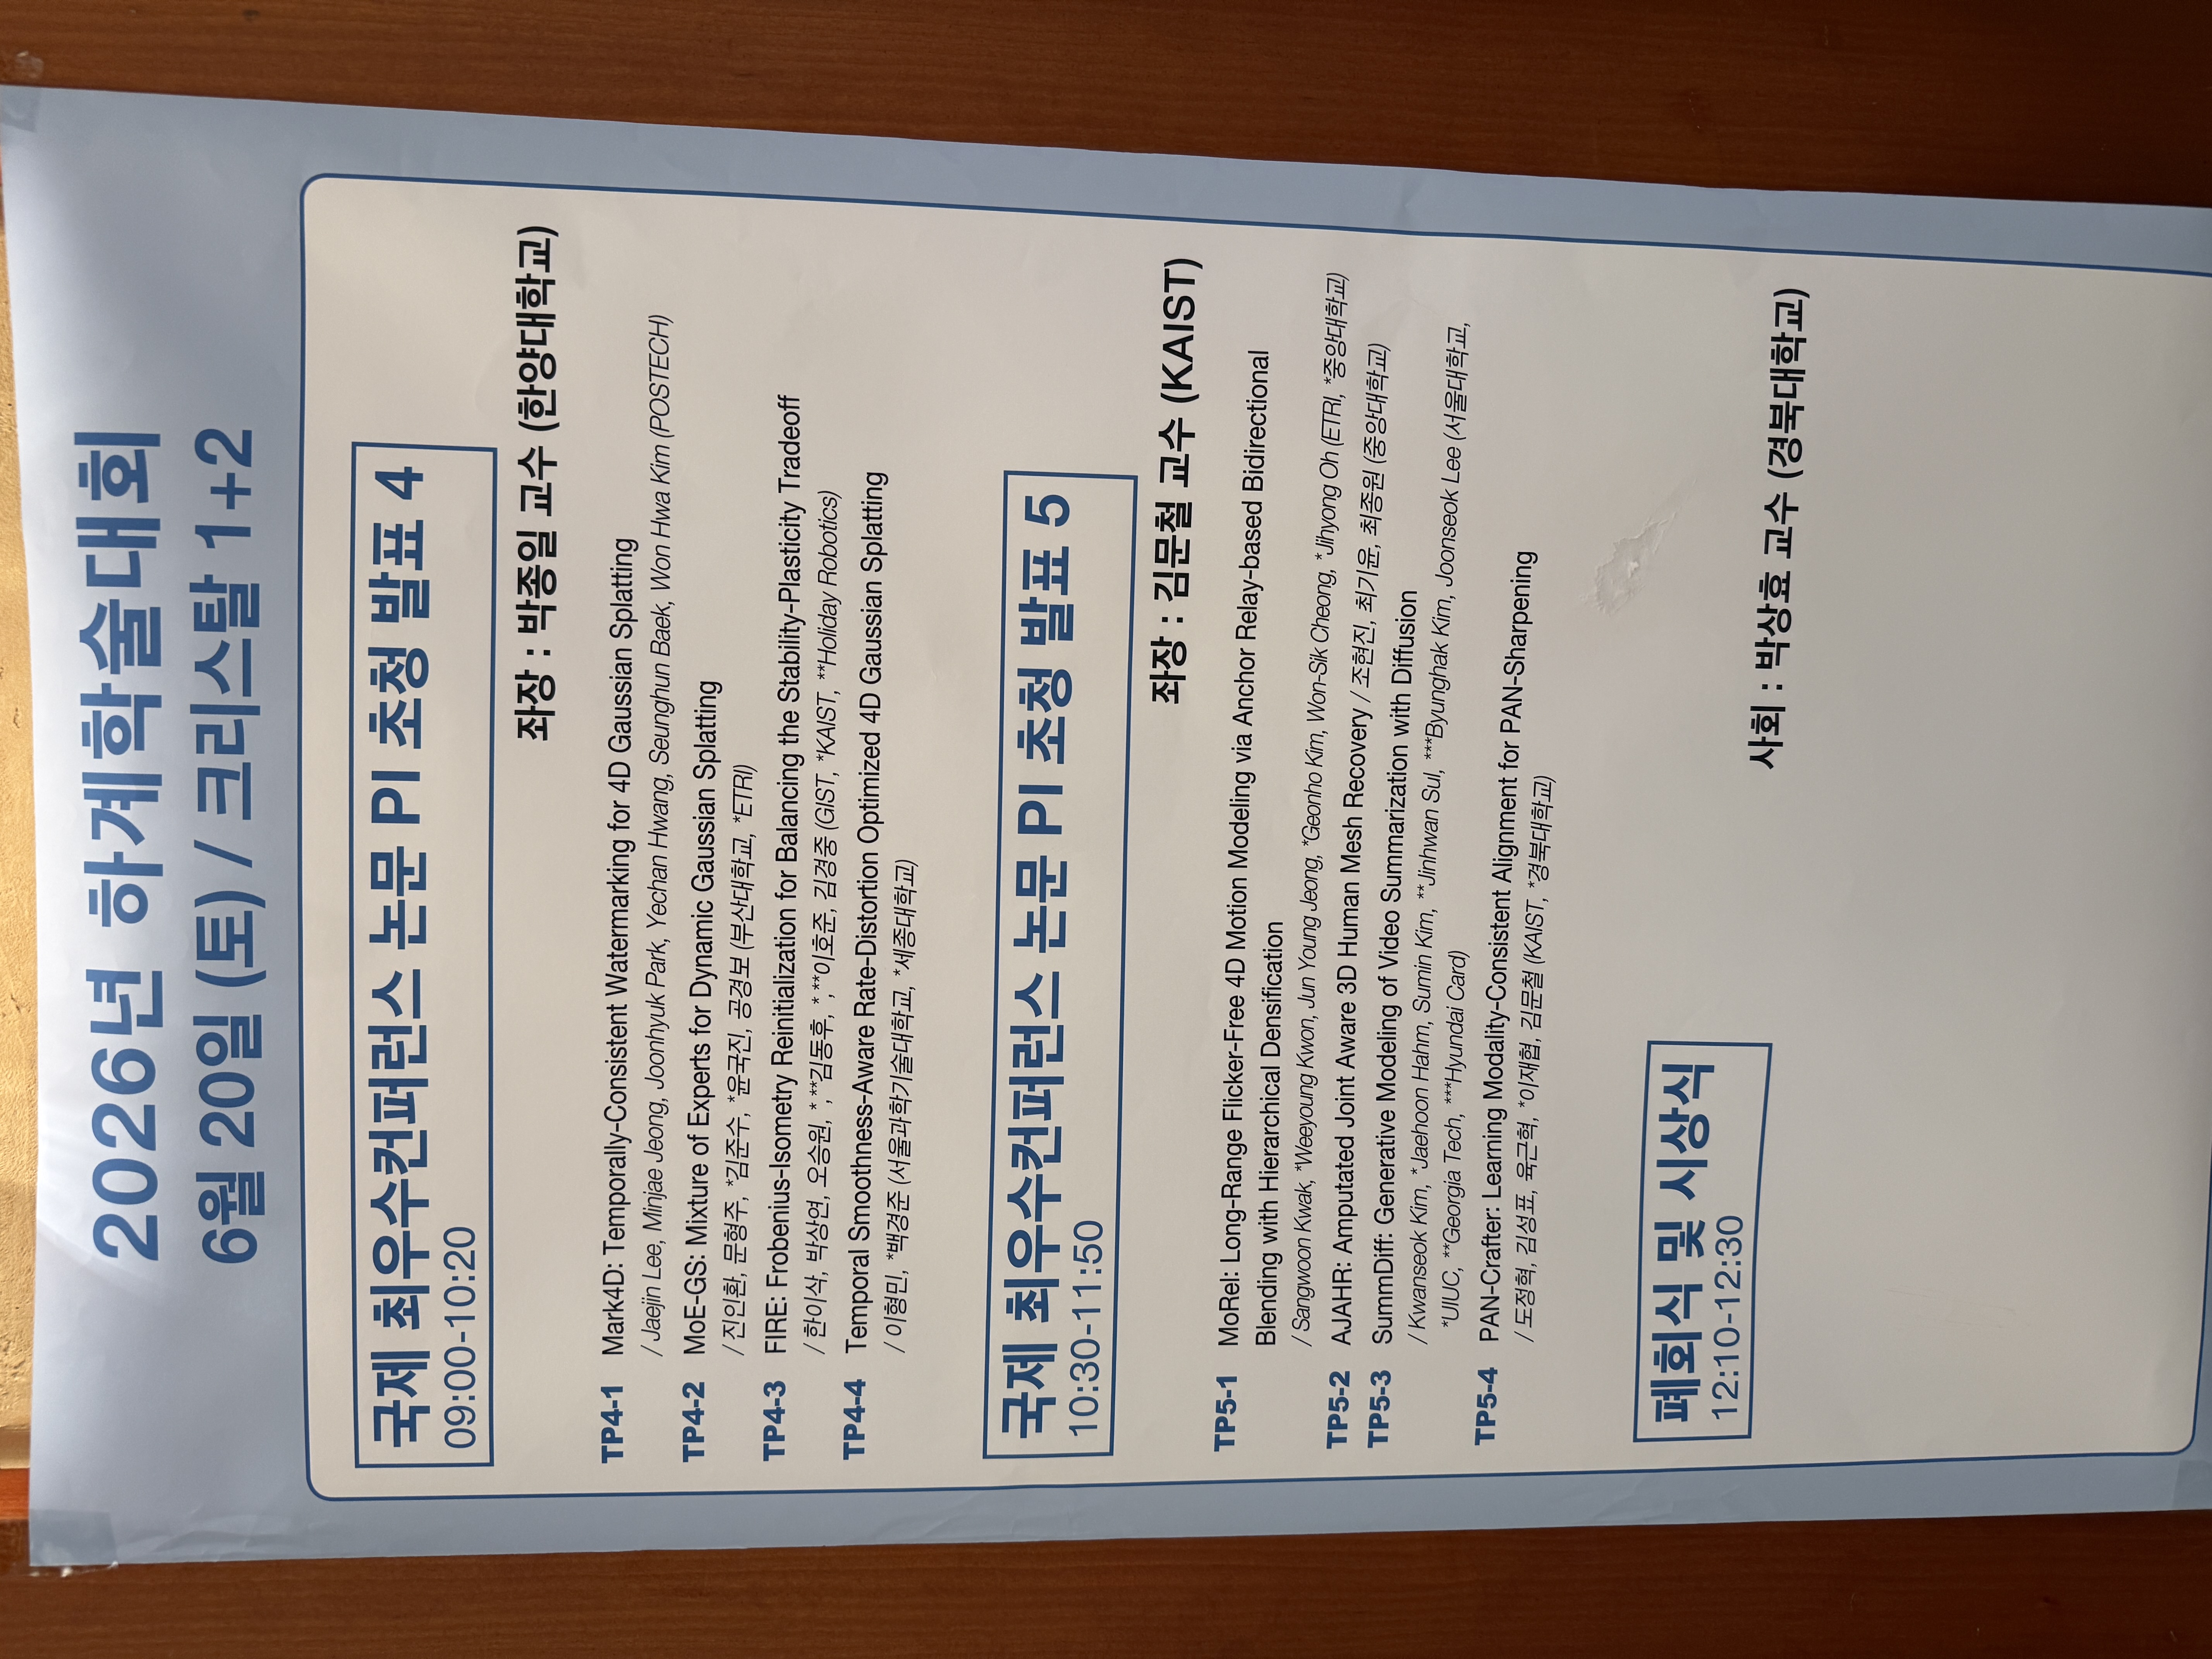 2026년 하계학술대회
6월 20일 (토) / 크리스탈 1+2
국제 최우수컨퍼런스 논문 PI 초청 발표 4
09:00-10:20
좌장 : 박종일 교수 (한양대학교)
TP4-1 Mark4D: Temporally-Consistent Watermarking for 4D Gaussian Splatting
/ Jaejin Lee, Minjae Jeong, Joonhyuk Park, Yechan Hwang, Seunghun Baek, Won Hwa Kim (POSTECH)
TP4-2 MoE-GS: Mixture of Experts for Dynamic Gaussian Splatting
/ 진인환, 문형주, *김준수, *윤국진, 공경보 (부산대학교, *ETRI)
TP4-3 FIRE: Frobenius-Isometry Reinitialization for Balancing the Stability-Plasticity Tradeoff
/ 한이삭, 박상연, 오승원, *,**김동후, *,**이호준, 김경중 (GIST, *KAIST, **Holiday Robotics)
TP4-4 Temporal Smoothness-Aware Rate-Distortion Optimized 4D Gaussian Splatting
/ 이형민, *백경준 (서울과학기술대학교, *세종대학교)
국제 최우수컨퍼런스 논문 PI 초청 발표 5
10:30-11:50
좌장 : 김문철 교수 (KAIST)
TP5-1 MoRel: Long-Range Flicker-Free 4D Motion Modeling via Anchor Relay-based Bidirectional
Blending with Hierarchical Densification
/ Sangwoon Kwak, *Weeyoung Kwon, Jun Young Jeong, *Geonho Kim, Won-Sik Cheong, *Jihyong Oh (ETRI, *중앙대학교)
TP5-2 AJAHR: Amputated Joint Aware 3D Human Mesh Recovery / 조현진, 최기윤, 최종원 (중앙대학교)
TP5-3 SummDiff: Generative Modeling of Video Summarization with Diffusion
/ Kwanseok Kim, *Jaehoon Hahm, Sumin Kim, **Jinhwan Sul, ***Byunghak Kim, Joonseok Lee (서울대학교,
*UIUC, **Georgia Tech, ***Hyundai Card)
TP5-4 PAN-Crafter: Learning Modality-Consistent Alignment for PAN-Sharpening
/ 도정혁, 김성표, 육근혁, *이재협, 김문철 (KAIST, *경북대학교)
폐회식 및 시상식
12:10-12:30
사회 : 박상효 교수 (경북대학교)